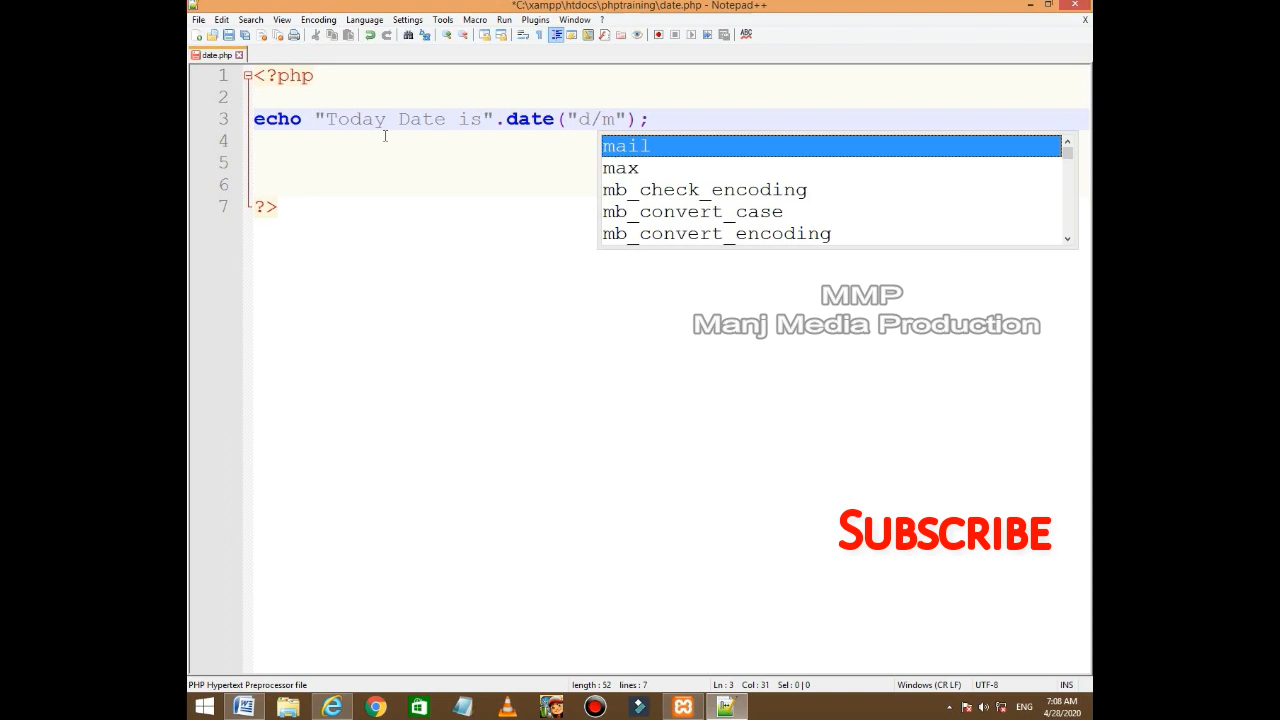 *C:\xampp\htdocs\phptraining\date.php - Notepad++
File Edit Search View Encoding Language Settings Tools Macro Run Plugins Window ? X
date.php
1 <?php
2
3 echo "Today Date is".date("d/m");
4
5
6
7 ?>
mail
max
mb_check_encoding
mb_convert_case
mb_convert_encoding
MMP
Manj Media Production
Subscribe
PHP Hypertext Preprocessor file length : 52 lines : 7 Ln : 3 Col : 31 Sel : 0 | 0 Windows (CR LF) UTF-8 INS
ENG 7:08 AM
4/28/2020